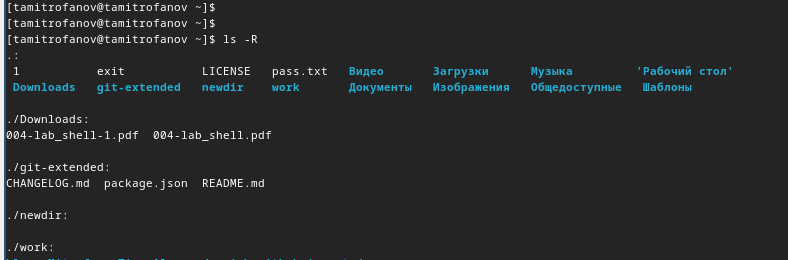 [tamitrofanov@tamitrofanov ~]$
[tamitrofanov@tamitrofanov ~]$
[tamitrofanov@tamitrofanov ~]$ ls -R
.:
1 exit LICENSE pass.txt Видео Загрузки Музыка 'Рабочий стол'
Downloads git-extended newdir work Документы Изображения Общедоступные Шаблоны
./Downloads:
004-lab_shell-1.pdf 004-lab_shell.pdf
./git-extended:
CHANGELOG.md package.json README.md
./newdir:
./work: